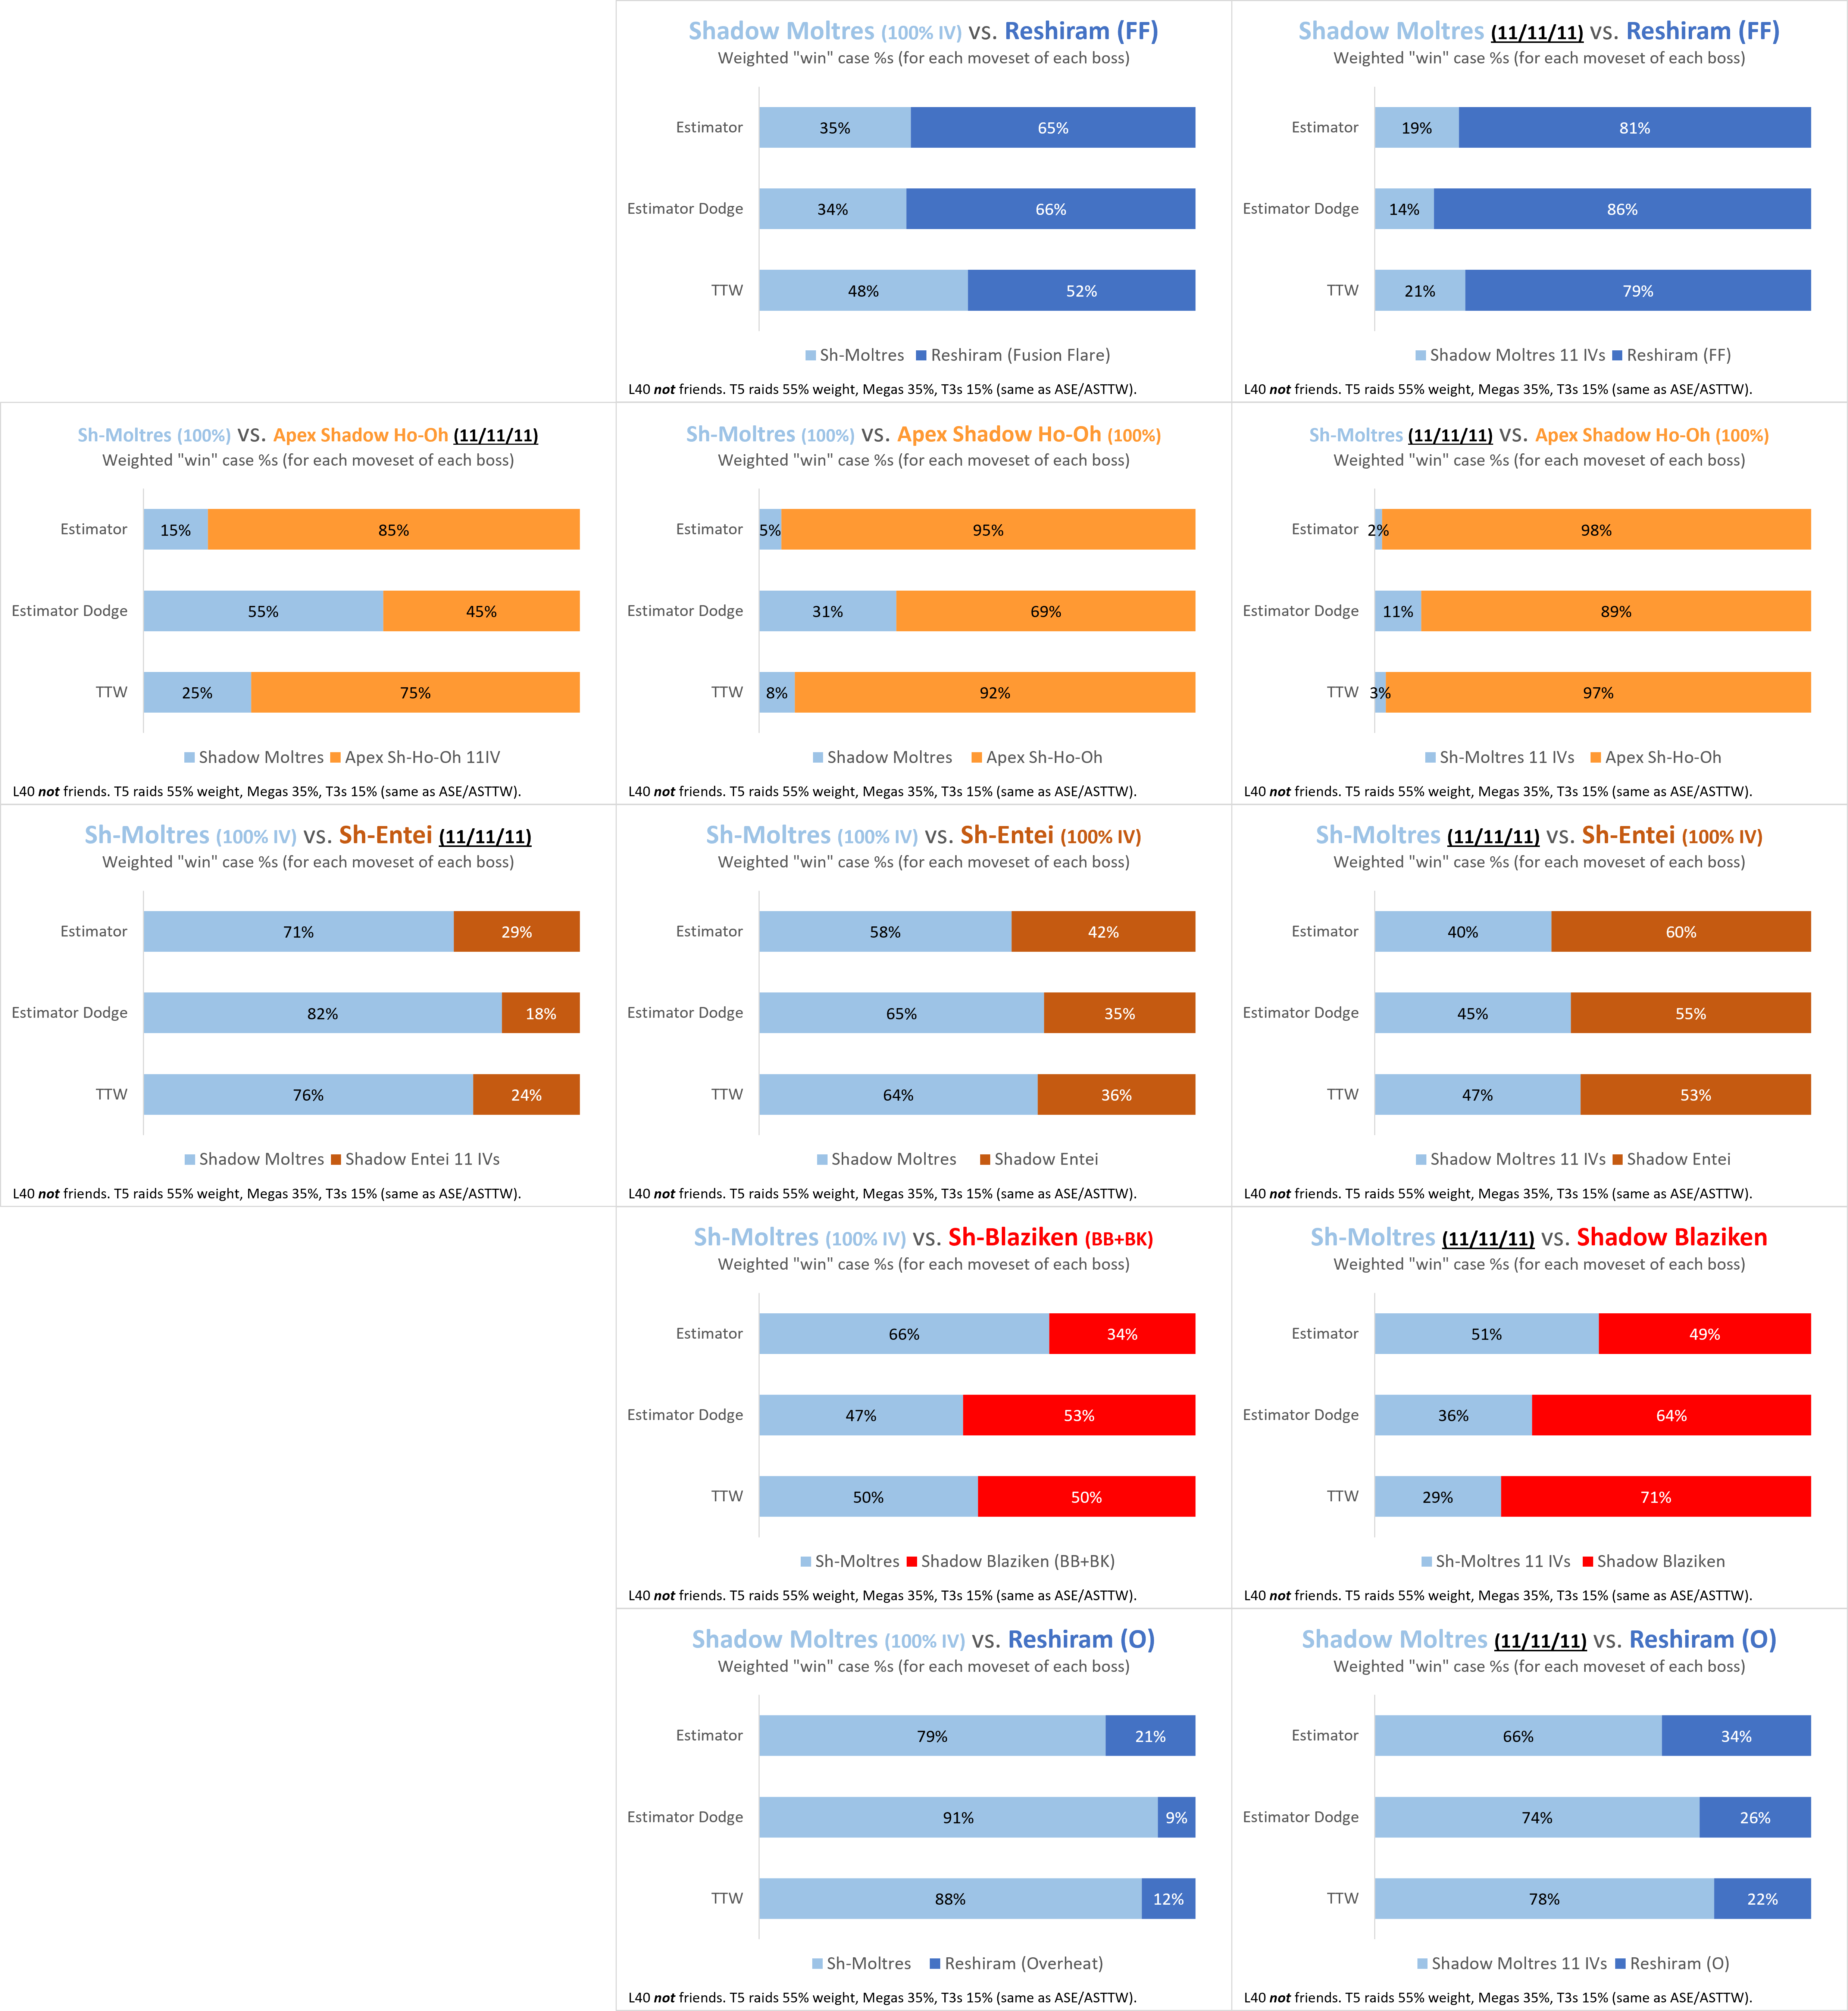 Shadow Moltres (100% IV) vs. Reshiram (FF)
Weighted "win" case %s (for each moveset of each boss)
Estimator
35%
65%
Estimator Dodge
34%
66%
TTW
48%
52%
Sh-Moltres
Reshiram (Fusion Flare)
L40 not friends. T5 raids 55% weight, Megas 35%, T3s 15% (same as ASE/ASTTW).
Shadow Moltres (11/11/11) vs. Reshiram (FF)
Weighted "win" case %s (for each moveset of each boss)
Estimator
19%
81%
Estimator Dodge
14%
86%
TTW
21%
79%
Shadow Moltres 11 IVs
Reshiram (FF)
L40 not friends. T5 raids 55% weight, Megas 35%, T3s 15% (same as ASE/ASTTW).
Sh-Moltres (100%) vs. Apex Shadow Ho-Oh (11/11/11)
Weighted "win" case %s (for each moveset of each boss)
Estimator
15%
85%
Estimator Dodge
55%
45%
TTW
25%
75%
Shadow Moltres
Apex Sh-Ho-Oh 11IV
L40 not friends. T5 raids 55% weight, Megas 35%, T3s 15% (same as ASE/ASTTW).
Sh-Moltres (100%) vs. Apex Shadow Ho-Oh (100%)
Weighted "win" case %s (for each moveset of each boss)
Estimator
5%
95%
Estimator Dodge
31%
69%
TTW
8%
92%
Shadow Moltres
Apex Sh-Ho-Oh
L40 not friends. T5 raids 55% weight, Megas 35%, T3s 15% (same as ASE/ASTTW).
Sh-Moltres (11/11/11) vs. Apex Shadow Ho-Oh (100%)
Weighted "win" case %s (for each moveset of each boss)
Estimator
2%
98%
Estimator Dodge
11%
89%
TTW
3%
97%
Sh-Moltres 11 IVs
Apex Sh-Ho-Oh
L40 not friends. T5 raids 55% weight, Megas 35%, T3s 15% (same as ASE/ASTTW).
Sh-Moltres (100% IV) vs. Sh-Entei (11/11/11)
Weighted "win" case %s (for each moveset of each boss)
Estimator
71%
29%
Estimator Dodge
82%
18%
TTW
76%
24%
Shadow Moltres
Shadow Entei 11 IVs
L40 not friends. T5 raids 55% weight, Megas 35%, T3s 15% (same as ASE/ASTTW).
Sh-Moltres (100% IV) vs. Sh-Entei (100% IV)
Weighted "win" case %s (for each moveset of each boss)
Estimator
58%
42%
Estimator Dodge
65%
35%
TTW
64%
36%
Shadow Moltres
Shadow Entei
L40 not friends. T5 raids 55% weight, Megas 35%, T3s 15% (same as ASE/ASTTW).
Sh-Moltres (11/11/11) vs. Sh-Entei (100% IV)
Weighted "win" case %s (for each moveset of each boss)
Estimator
40%
60%
Estimator Dodge
45%
55%
TTW
47%
53%
Shadow Moltres 11 IVs
Shadow Entei
L40 not friends. T5 raids 55% weight, Megas 35%, T3s 15% (same as ASE/ASTTW).
Sh-Moltres (100% IV) vs. Sh-Blaziken (BB+BK)
Weighted "win" case %s (for each moveset of each boss)
Estimator
66%
34%
Estimator Dodge
47%
53%
TTW
50%
50%
Sh-Moltres
Shadow Blaziken (BB+BK)
L40 not friends. T5 raids 55% weight, Megas 35%, T3s 15% (same as ASE/ASTTW).
Sh-Moltres (11/11/11) vs. Shadow Blaziken
Weighted "win" case %s (for each moveset of each boss)
Estimator
51%
49%
Estimator Dodge
36%
64%
TTW
29%
71%
Sh-Moltres 11 IVs
Shadow Blaziken
L40 not friends. T5 raids 55% weight, Megas 35%, T3s 15% (same as ASE/ASTTW).
Shadow Moltres (100% IV) vs. Reshiram (O)
Weighted "win" case %s (for each moveset of each boss)
Estimator
79%
21%
Estimator Dodge
91%
9%
TTW
88%
12%
Sh-Moltres
Reshiram (Overheat)
L40 not friends. T5 raids 55% weight, Megas 35%, T3s 15% (same as ASE/ASTTW).
Shadow Moltres (11/11/11) vs. Reshiram (O)
Weighted "win" case %s (for each moveset of each boss)
Estimator
66%
34%
Estimator Dodge
74%
26%
TTW
78%
22%
Shadow Moltres 11 IVs
Reshiram (O)
L40 not friends. T5 raids 55% weight, Megas 35%, T3s 15% (same as ASE/ASTTW).